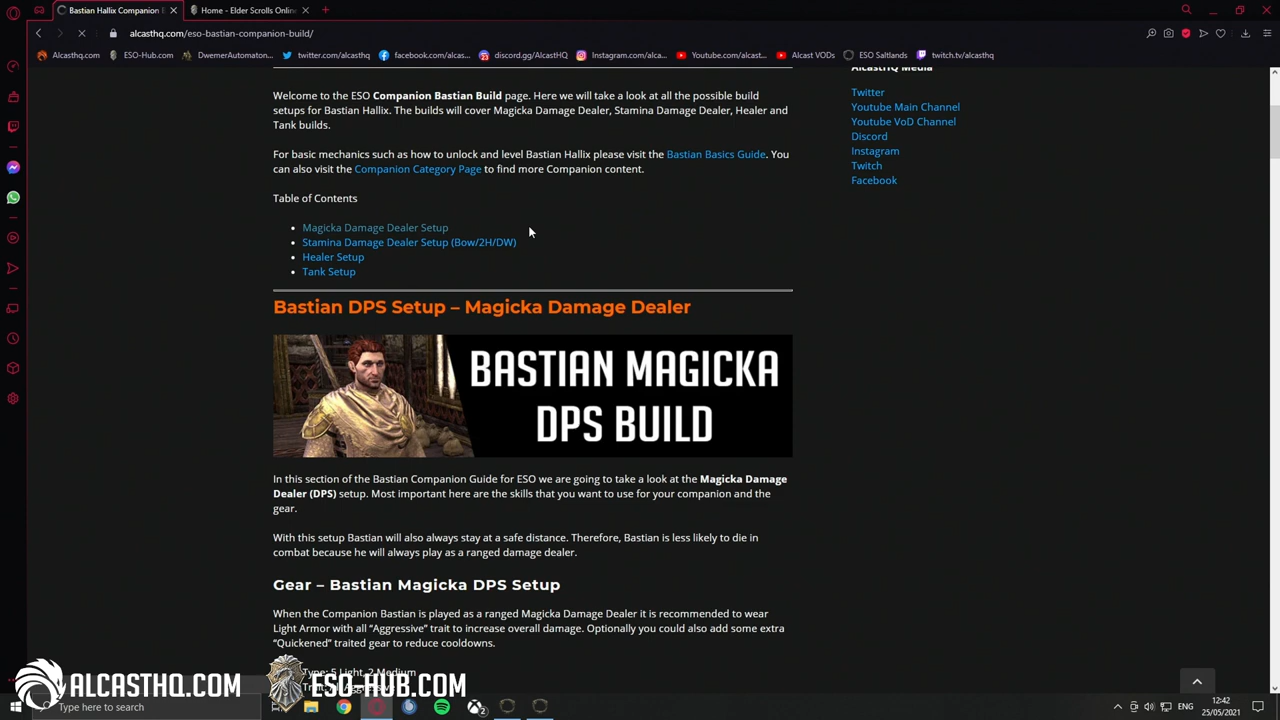 Bastian Hallix Companion B
Home - Elder Scrolls Online
alcasthq.com/eso-bastian-companion-build/
Alcasthq.com
ESO-Hub.com
DwemerAutomaton...
twitter.com/alcasthq
facebook.com/alcas...
discord.gg/AlcastHQ
Instagram.com/alca...
Youtube.com/alcast...
Alcast VODs
ESO Saltlands
twitch.tv/alcasthq
AlcastHQ Media
Twitter
Youtube Main Channel
Youtube VoD Channel
Discord
Instagram
Twitch
Facebook
Welcome to the ESO Companion Bastian Build page. Here we will take a look at all the possible build
setups for Bastian Hallix. The builds will cover Magicka Damage Dealer, Stamina Damage Dealer, Healer and
Tank builds.
For basic mechanics such as how to unlock and level Bastian Hallix please visit the Bastian Basics Guide. You
can also visit the Companion Category Page to find more Companion content.
Table of Contents
Magicka Damage Dealer Setup
Stamina Damage Dealer Setup (Bow/2H/DW)
Healer Setup
Tank Setup
Bastian DPS Setup – Magicka Damage Dealer
BASTIAN MAGICKA
DPS BUILD
In this section of the Bastian Companion Guide for ESO we are going to take a look at the Magicka Damage
Dealer (DPS) setup. Most important here are the skills that you want to use for your companion and the
gear.
With this setup Bastian will also always stay at a safe distance. Therefore, Bastian is less likely to die in
combat because he will always play as a ranged damage dealer.
Gear – Bastian Magicka DPS Setup
When the Companion Bastian is played as a ranged Magicka Damage Dealer it is recommended to wear
Light Armor with all “Aggressive” trait to increase overall damage. Optionally you could also add some extra
“Quickened” traited gear to reduce cooldowns.
Type: 5 Light, 2 Medium
ALCASTHQ.COM
ESO-HUB.COM
Type here to search
2
ENG
12:42
25/05/2021